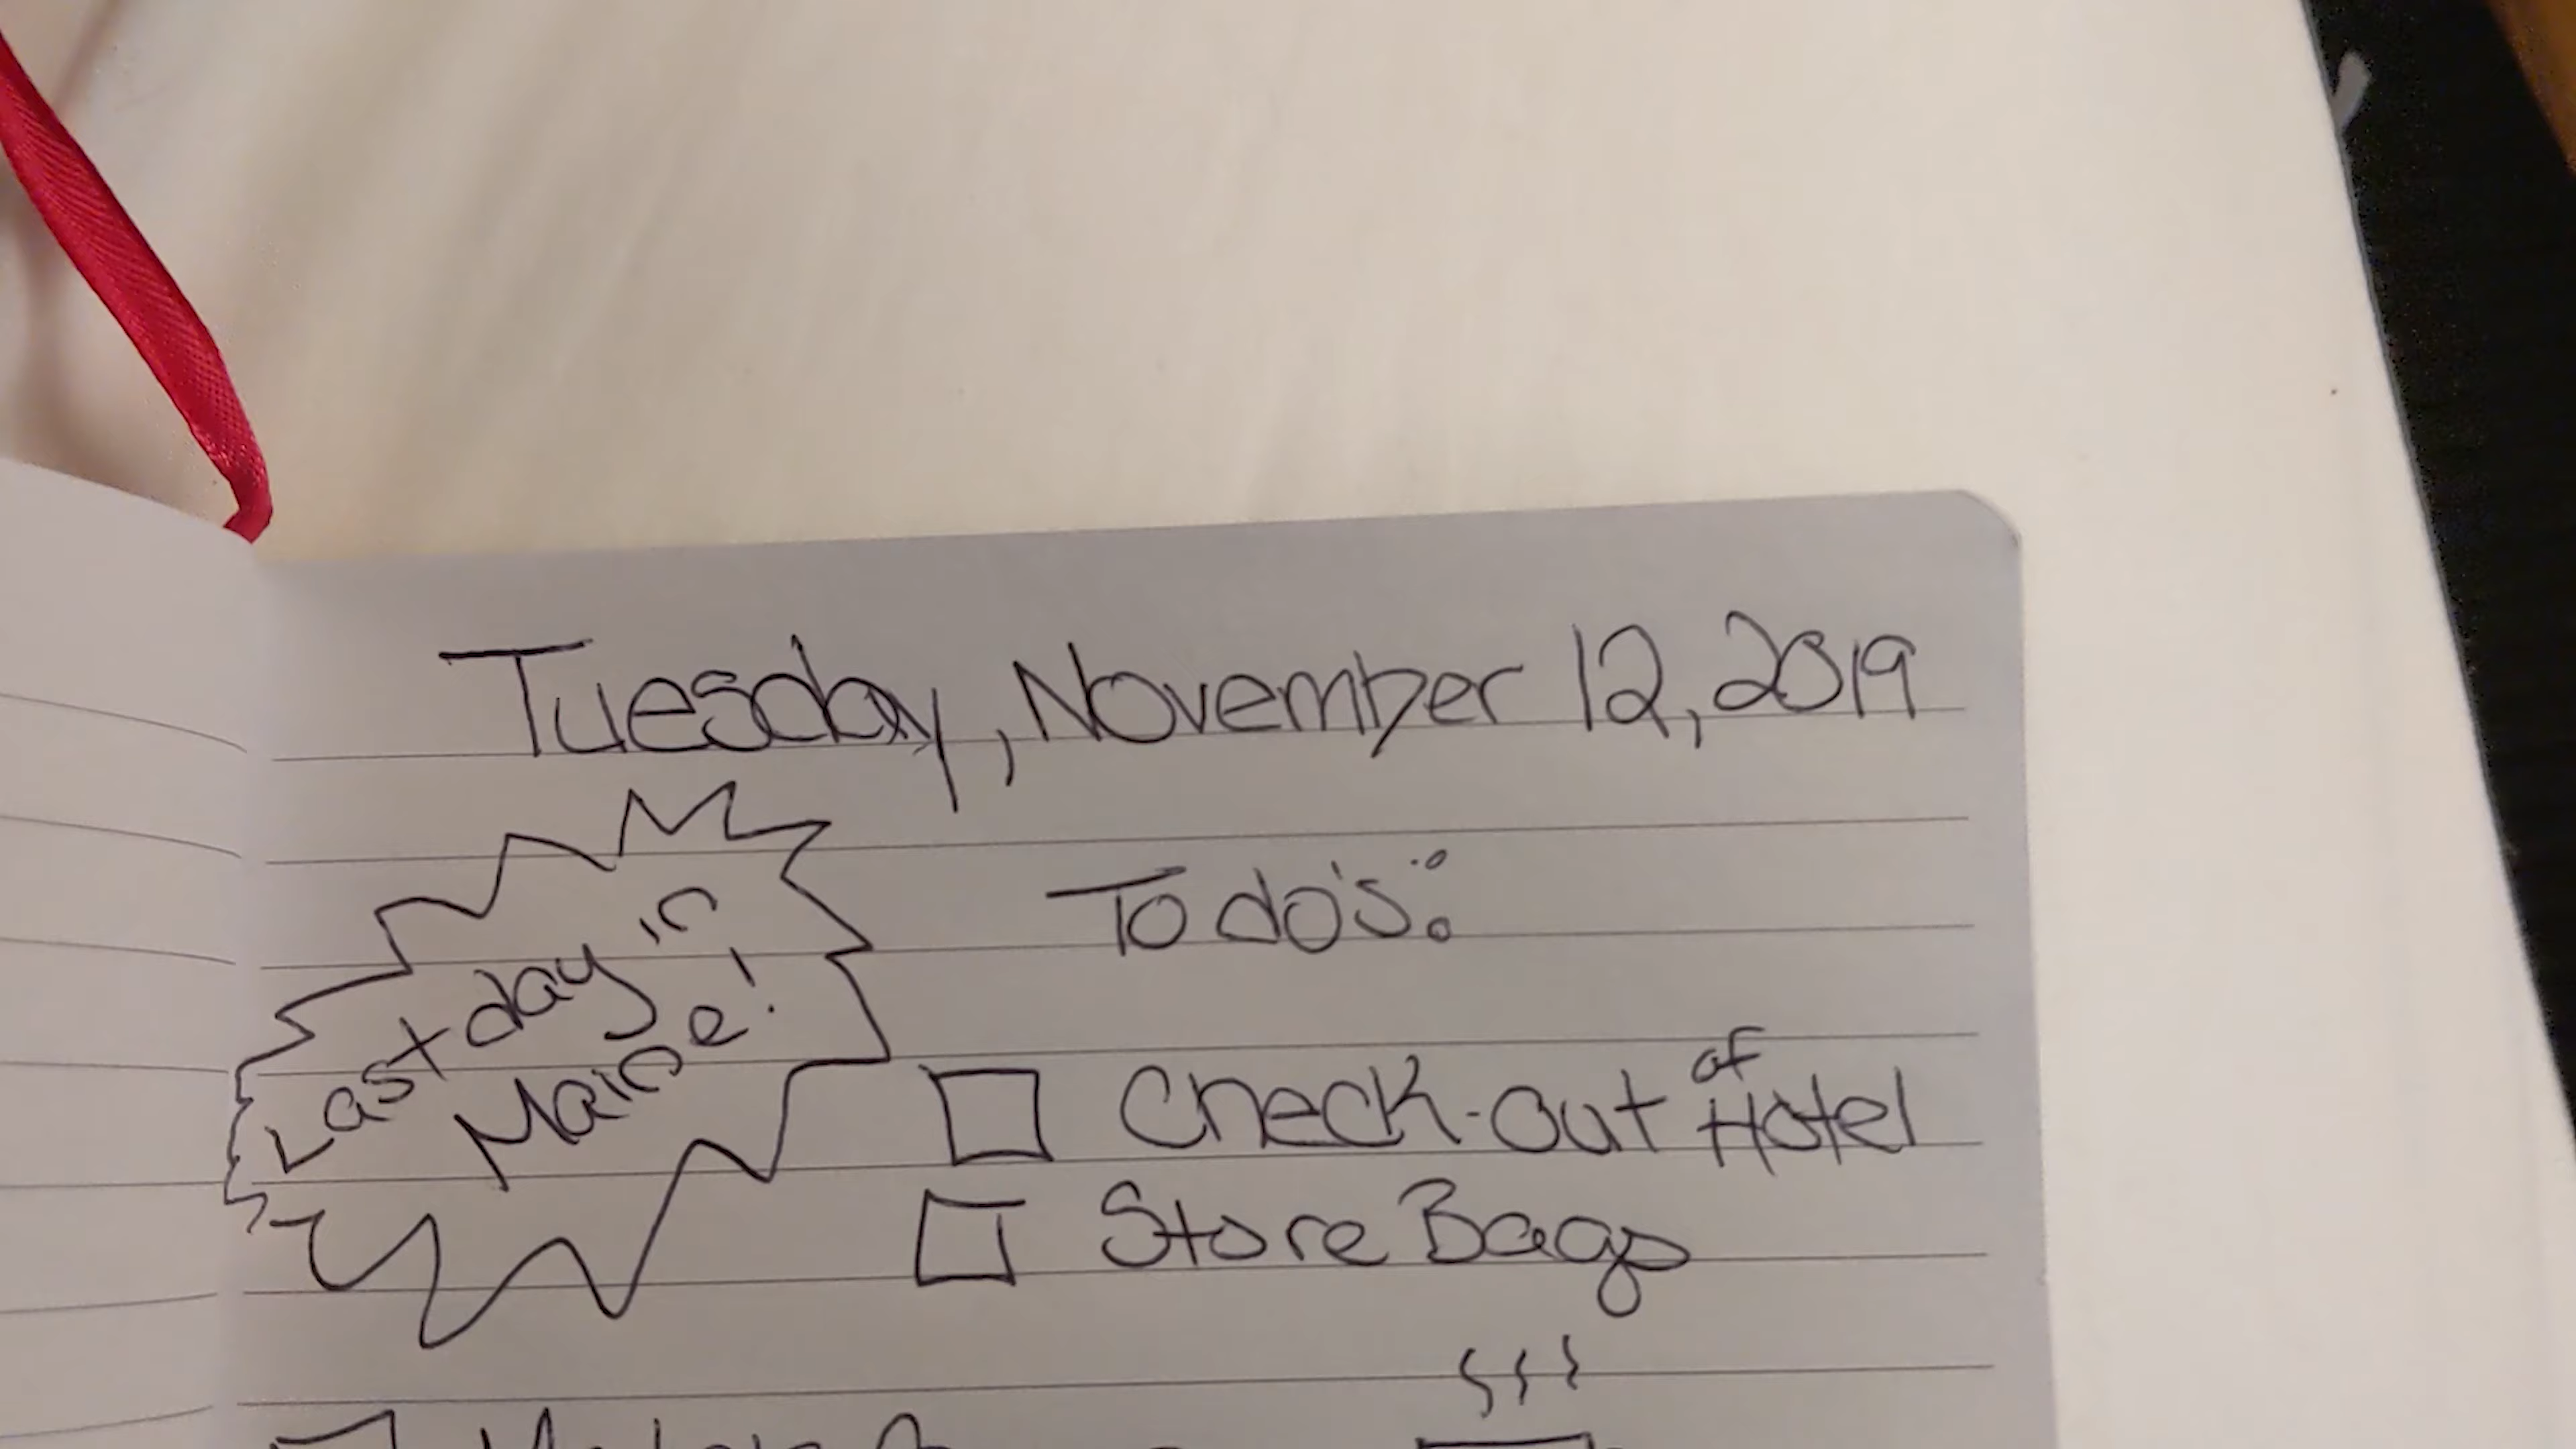 Tuesday, November 12, 2019
Last day in
Maine!
To do's:
Check-out of Hotel
Store Bags